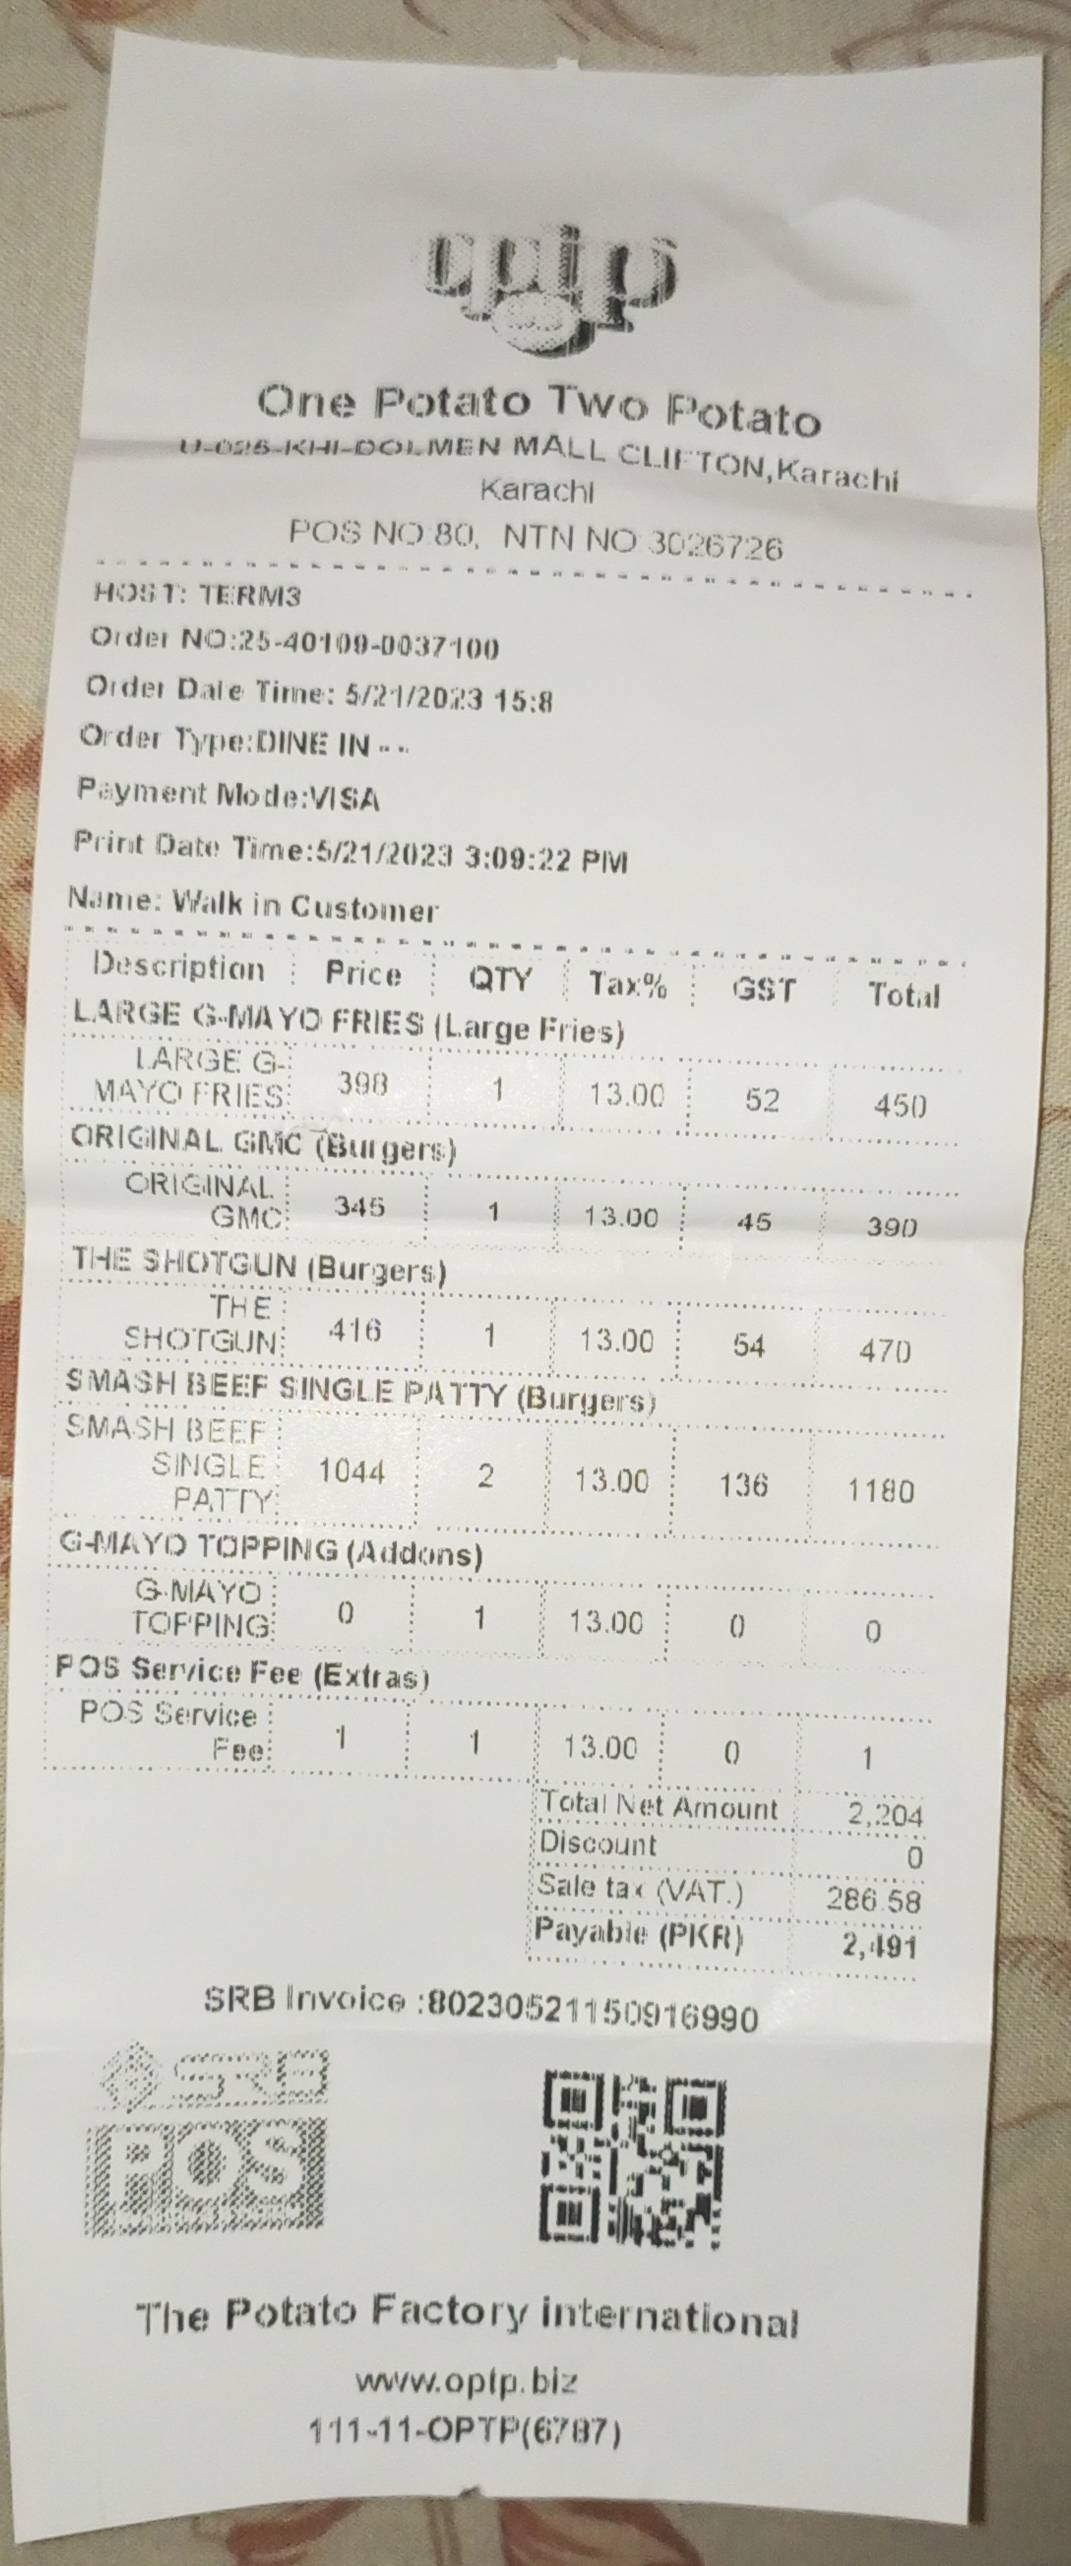 optp
One Potato Two Potato
U-025-KHI-DOLMEN MALL CLIFTON,Karachi
Karachi
POS NO 80, NTN NO 3026726
HOST: TERM3
Order NO:25-40109-0037100
Order Date Time: 5/21/2023 15:8
Order Type:DINE IN - -
Payment Mode:VISA
Print Date Time:5/21/2023 3:09:22 PM
Name: Walk in Customer
Description Price QTY Tax% GST Total
LARGE G-MAYO FRIES (Large Fries)
LARGE G-
MAYO FRIES 398 1 13.00 52 450
ORIGINAL GMC (Burgers)
ORIGINAL
GMC 345 1 13.00 45 390
THE SHOTGUN (Burgers)
THE
SHOTGUN 416 1 13.00 54 470
SMASH BEEF SINGLE PATTY (Burgers)
SMASH BEEF
SINGLE 1044 2 13.00 136 1180
PATTY
G-MAYO TOPPING (Addons)
G-MAYO
TOPPING 0 1 13.00 0 0
POS Service Fee (Extras)
POS Service
Fee 1 1 13.00 0 1
Total Net Amount 2,204
Discount 0
Sale tax (VAT.) 286.58
Payable (PKR) 2,491
SRB Invoice :80230521150916990
SRB
POS
The Potato Factory international
www.optp.biz
111-11-OPTP(6787)